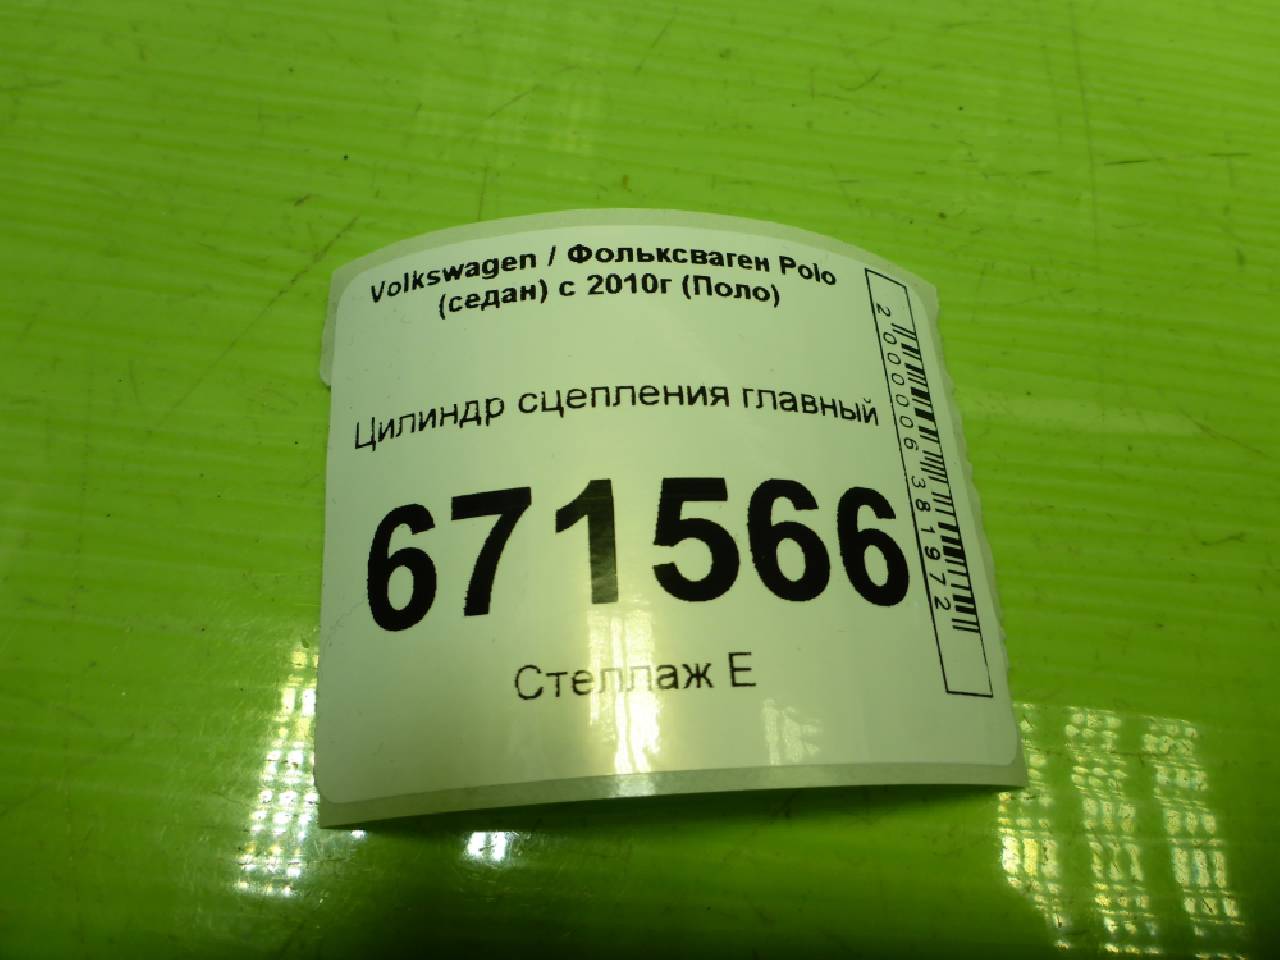 Volkswagen / Фольксваген Polo
(седан) с 2010г (Поло)
Цилиндр сцепления главный
671566
Стеллаж Е
2000006381972